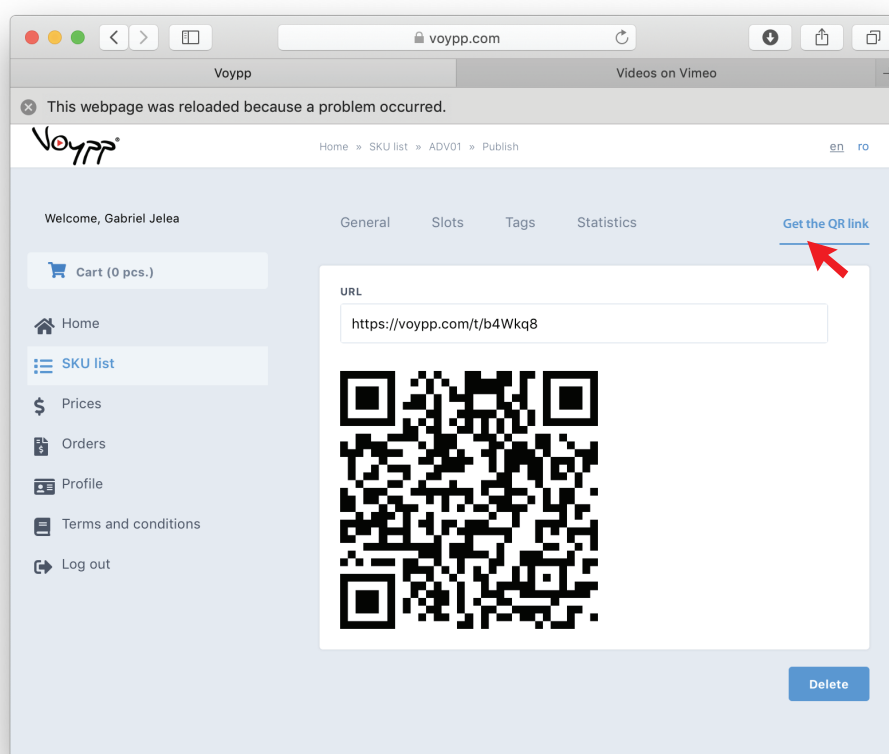 voypp.com
Voypp
Videos on Vimeo
This webpage was reloaded because a problem occurred.
Voypp®
Home » SKU list » ADV01 » Publish
en ro
Welcome, Gabriel Jelea
General Slots Tags Statistics Get the QR link
Cart (0 pcs.)
Home
SKU list
Prices
Orders
Profile
Terms and conditions
Log out
URL
https://voypp.com/t/b4Wkq8
Delete